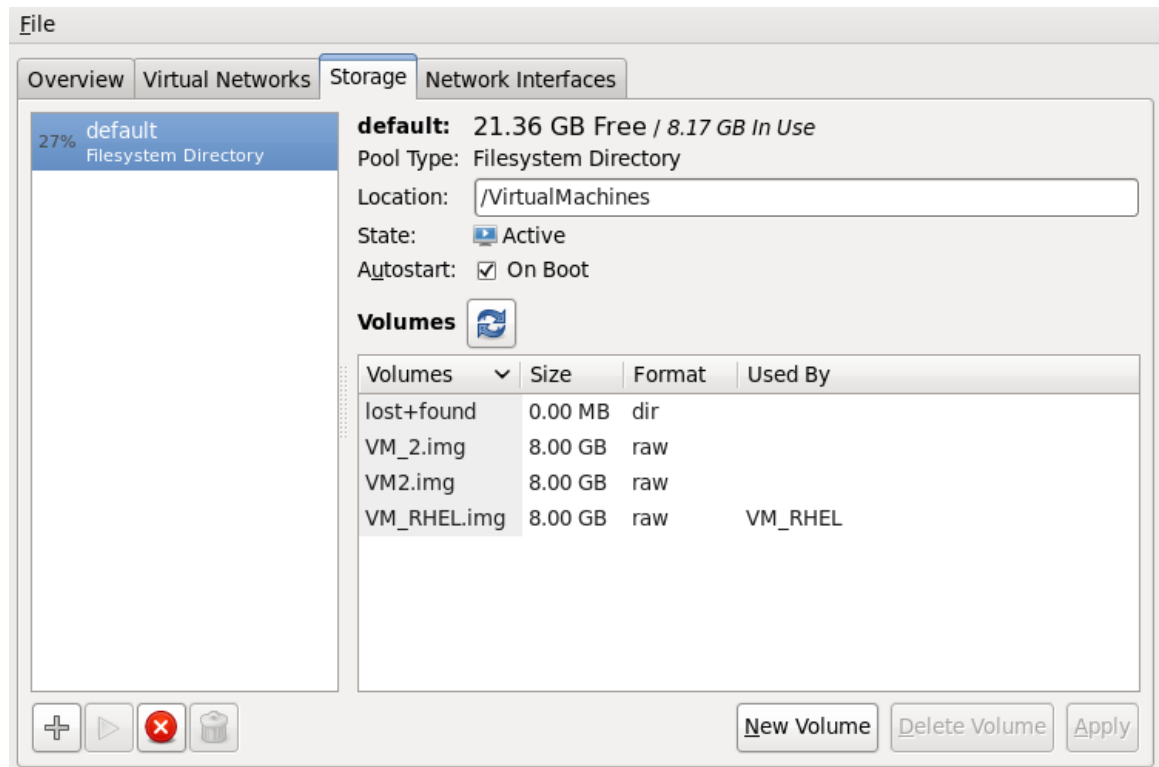 File
Overview Virtual Networks Storage Network Interfaces
27% default
Filesystem Directory
default: 21.36 GB Free / 8.17 GB In Use
Pool Type: Filesystem Directory
Location: /VirtualMachines
State: Active
Autostart: On Boot
Volumes
Volumes Size Format Used By
lost+found 0.00 MB dir
VM_2.img 8.00 GB raw
VM2.img 8.00 GB raw
VM_RHEL.img 8.00 GB raw VM_RHEL
New Volume Delete Volume Apply